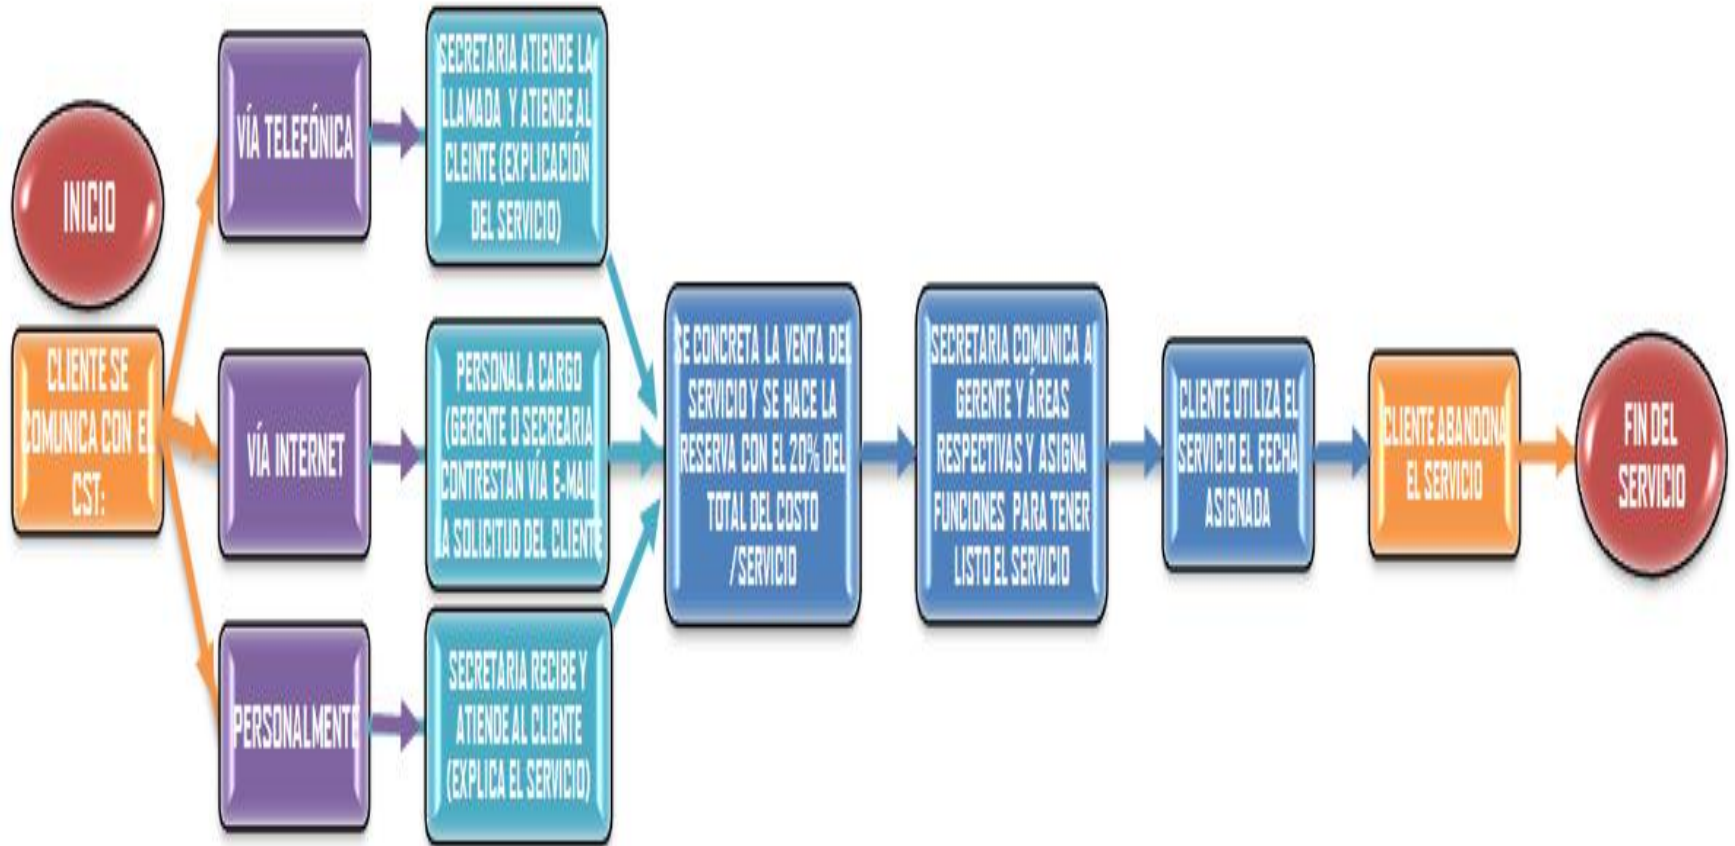 INICIO
CLIENTE SE
COMUNICA CON EL
CST:
VÍA TELEFÓNICA
SECRETARIA ATIENDE LA
LLAMADA Y ATIENDE AL
CLEINTE (EXPLICACIÓN
DEL SERVICIO)
VÍA INTERNET
PERSONAL A CARGO
(GERENTE O SECREARIA
CONTRESTAN VÍA E-MAIL
A SOLICITUD DEL CLIENTE
PERSONALMENTE
SECRETARIA RECIBE Y
ATIENDE AL CLIENTE
(EXPLICA EL SERVICIO)
SE CONCRETA LA VENTA DEL
SERVICIO Y SE HACE LA
RESERVA CON EL 20% DEL
TOTAL DEL COSTO
/SERVICIO
SECRETARIA COMUNICA A
GERENTE Y ÁREAS
RESPECTIVAS Y ASIGNA
FUNCIONES PARA TENER
LISTO EL SERVICIO
CLIENTE UTILIZA EL
SERVICIO EL FECHA
ASIGNADA
CLIENTE ABANDONA
EL SERVICIO
FIN DEL
SERVICIO